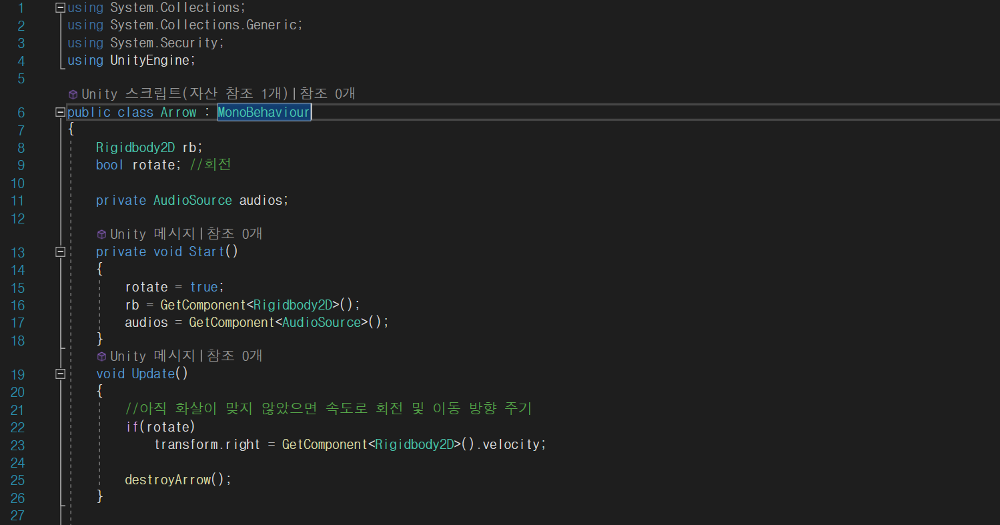 1 using System.Collections;
2 using System.Collections.Generic;
3 using System.Security;
4 using UnityEngine;
5
Unity 스크립트(자산 참조 1개)|참조 0개
6 public class Arrow : MonoBehaviour
7 {
8 Rigidbody2D rb;
9 bool rotate; //회전
10
11 private AudioSource audios;
12
Unity 메시지|참조 0개
13 private void Start()
14 {
15 rotate = true;
16 rb = GetComponent<Rigidbody2D>();
17 audios = GetComponent<AudioSource>();
18 }
Unity 메시지|참조 0개
19 void Update()
20 {
21 //아직 화살이 맞지 않았으면 속도로 회전 및 이동 방향 주기
22 if(rotate)
23 transform.right = GetComponent<Rigidbody2D>().velocity;
24
25 destroyArrow();
26 }
27